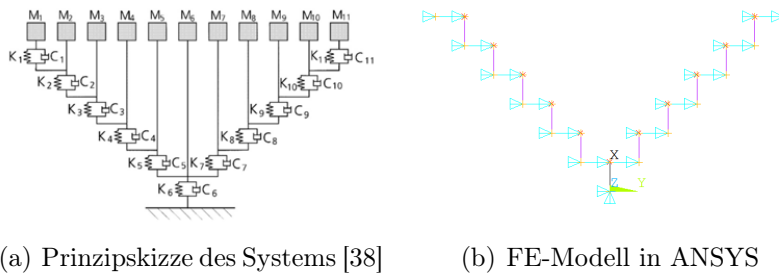 M1 M2 M3 M4 M5 M6 M7 M8 M9 M10 M11
K1 C1 K11 C11
K2 C2 K10 C10
K3 C3 K9 C9
K4 C4 K8 C8
K5 C5 K7 C7
K6 C6
X
Z Y
(a) Prinzipskizze des Systems [38]
(b) FE-Modell in ANSYS